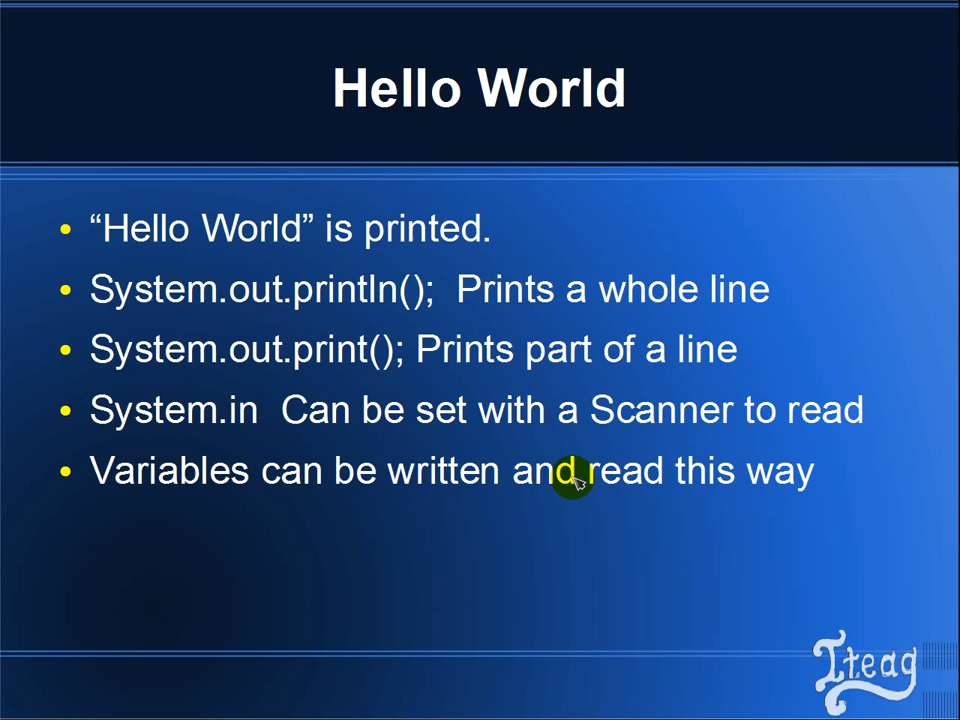 Hello World
“Hello World” is printed.
System.out.println();  Prints a whole line
System.out.print(); Prints part of a line
System.in  Can be set with a Scanner to read
Variables can be written and read this way
Iteag